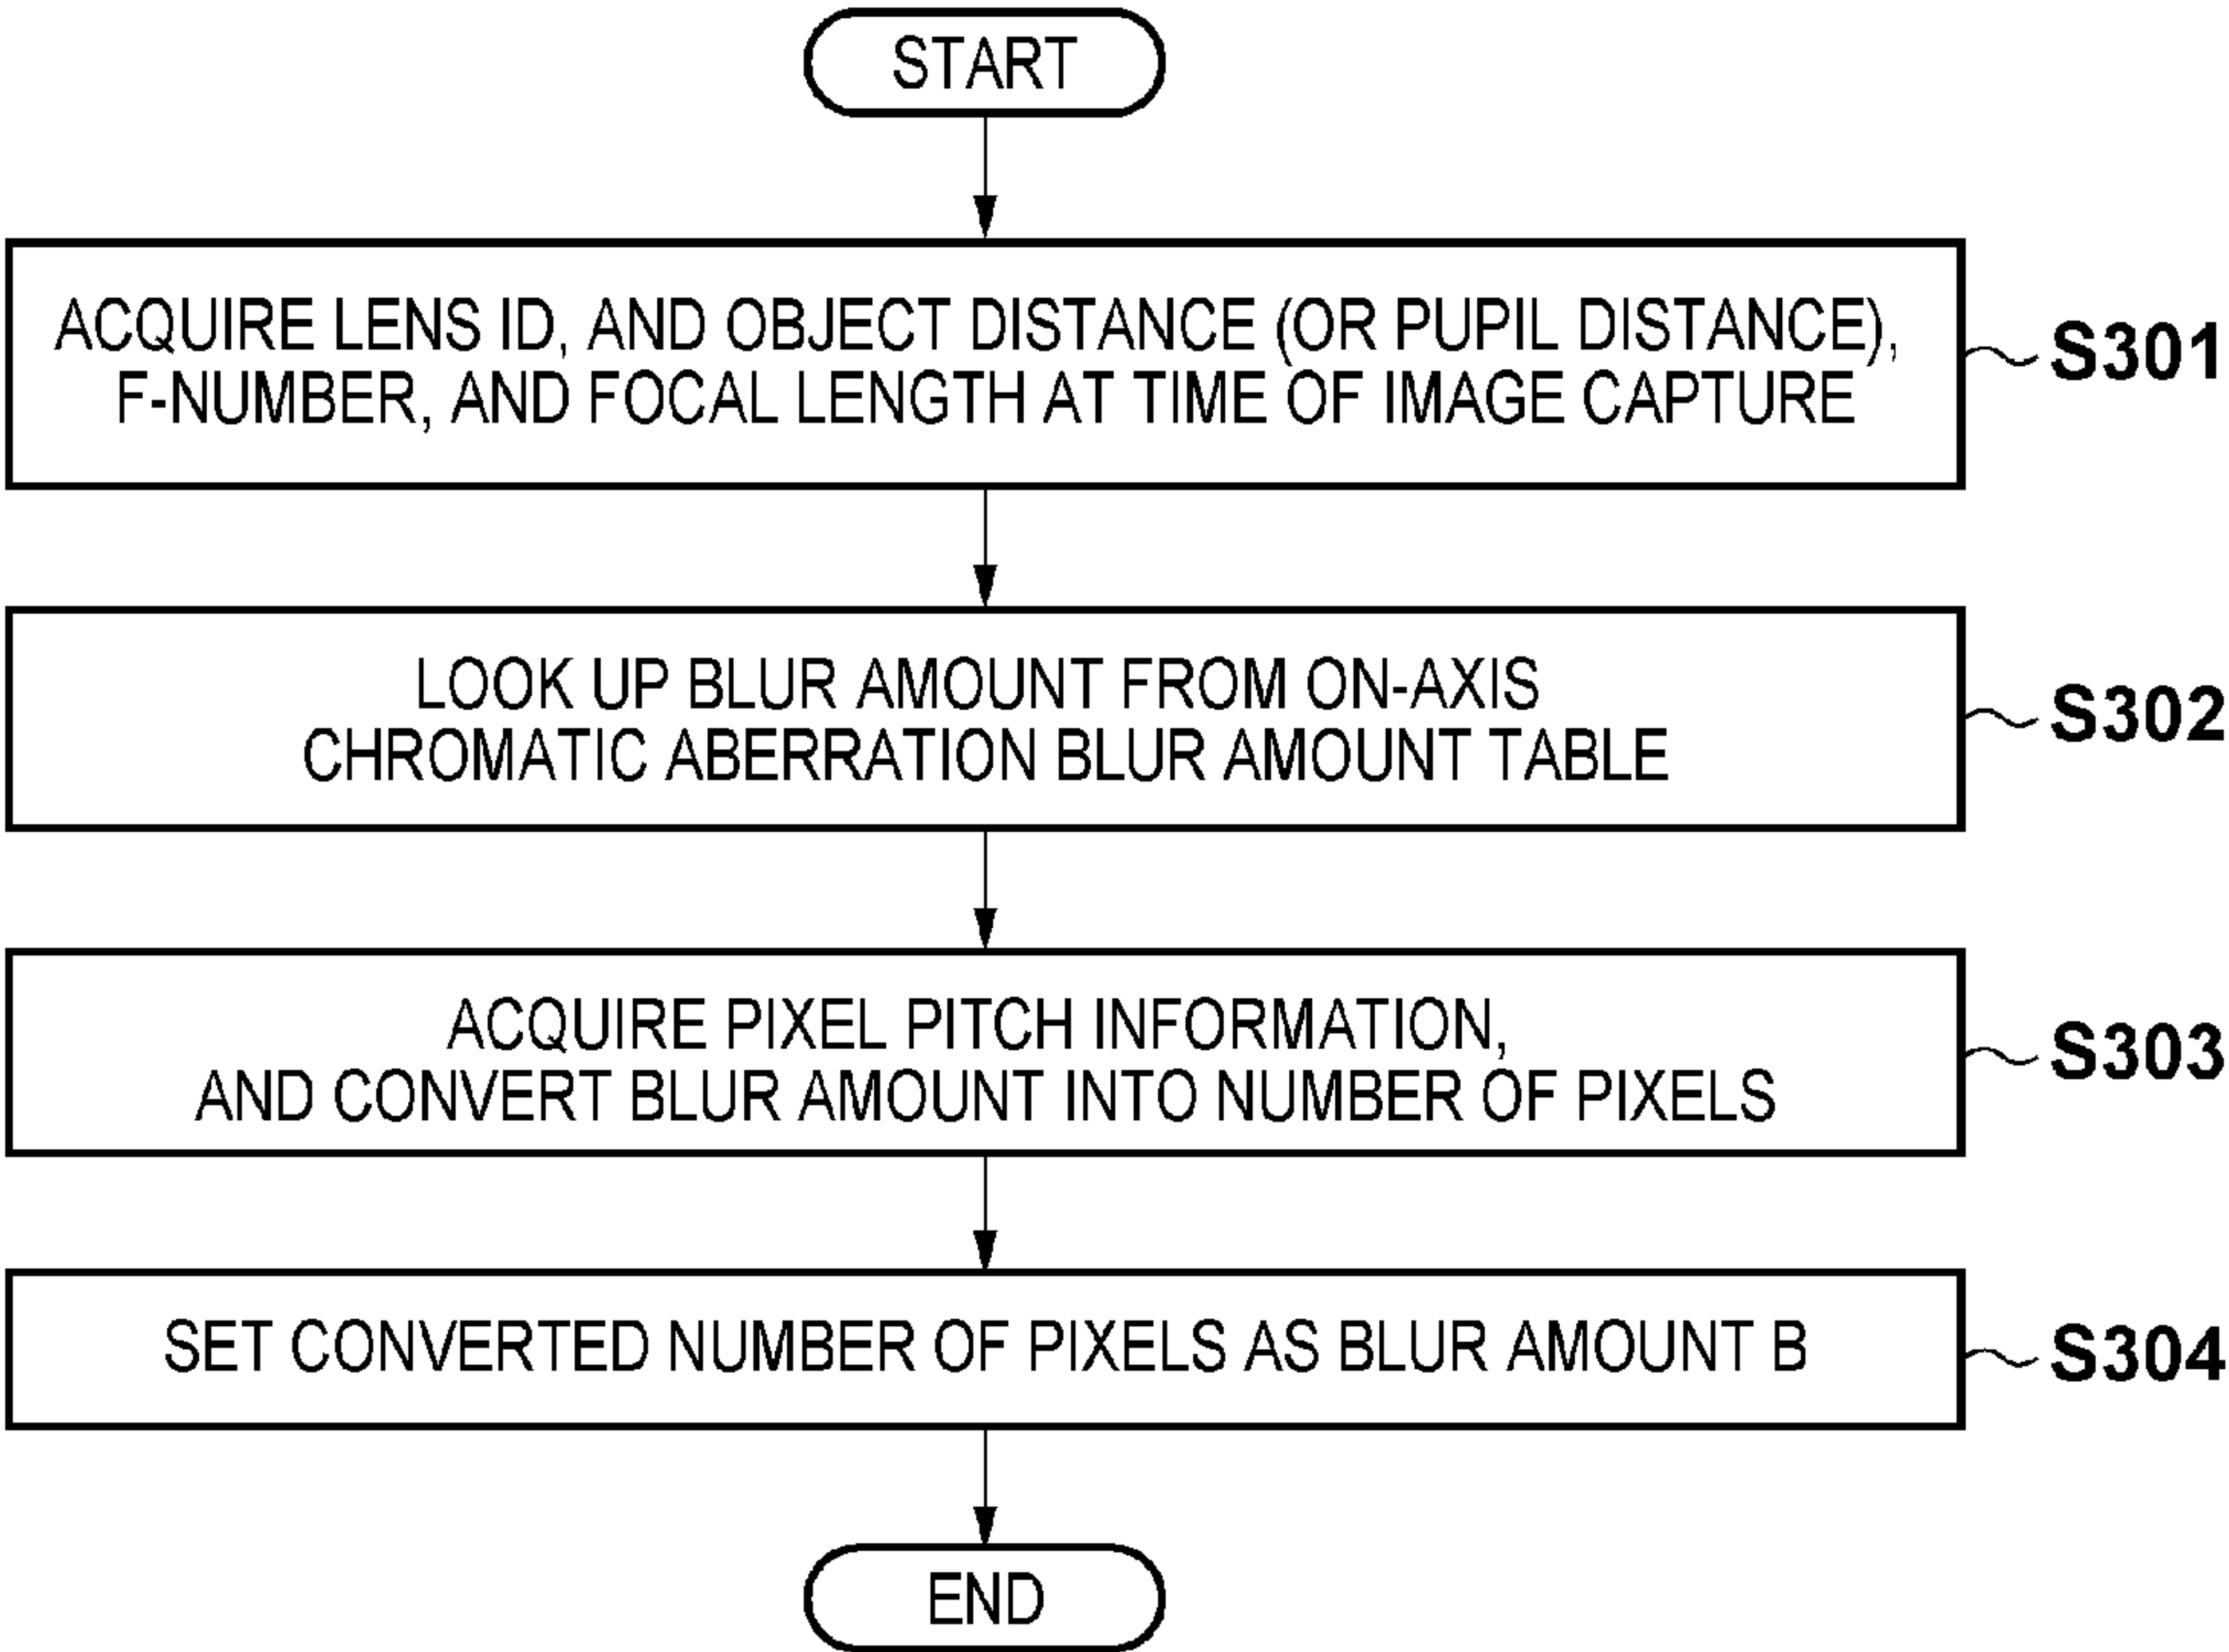 START
ACQUIRE LENS ID, AND OBJECT DISTANCE (OR PUPIL DISTANCE),
F-NUMBER, AND FOCAL LENGTH AT TIME OF IMAGE CAPTURE
S301
LOOK UP BLUR AMOUNT FROM ON-AXIS
CHROMATIC ABERRATION BLUR AMOUNT TABLE
S302
ACQUIRE PIXEL PITCH INFORMATION,
AND CONVERT BLUR AMOUNT INTO NUMBER OF PIXELS
S303
SET CONVERTED NUMBER OF PIXELS AS BLUR AMOUNT B
S304
END